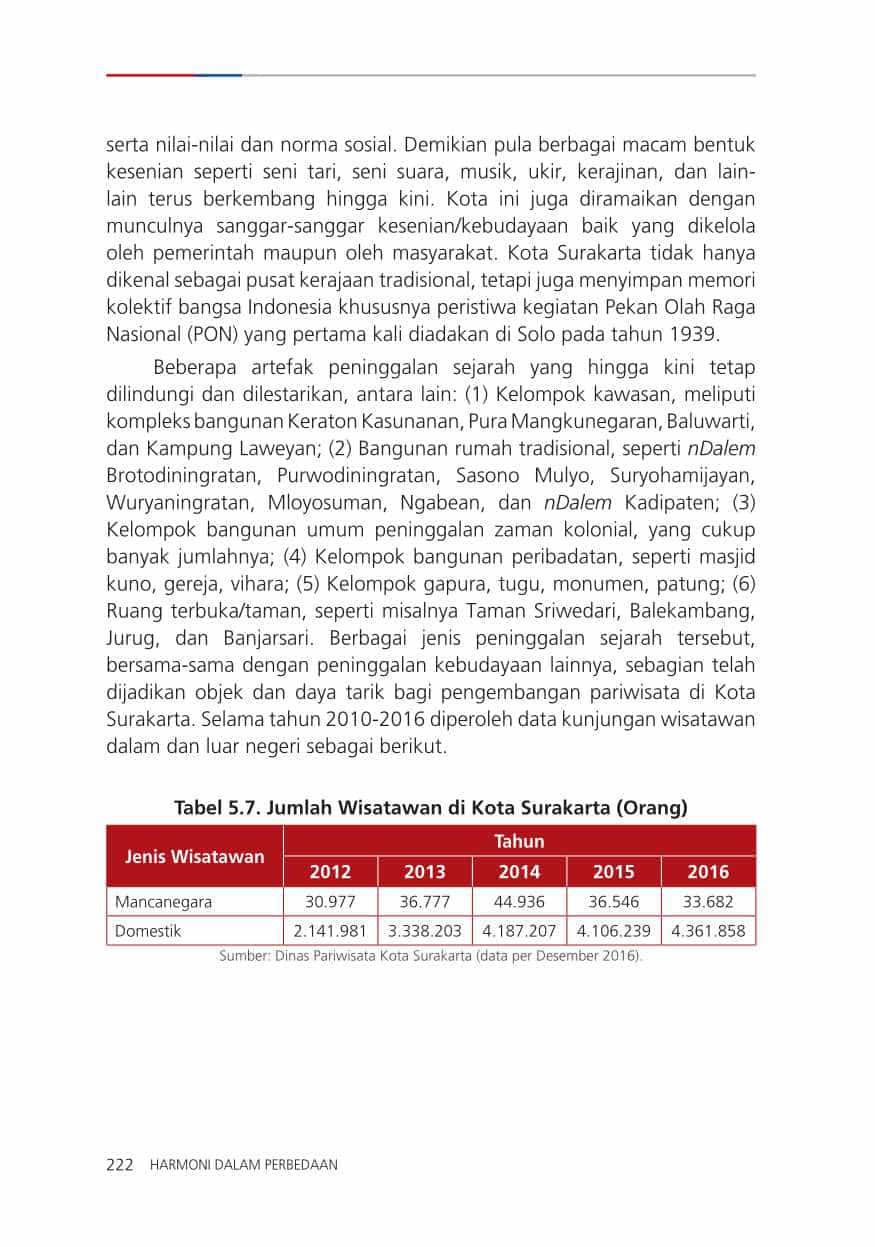 serta nilai-nilai dan norma sosial. Demikian pula berbagai macam bentuk
kesenian seperti seni tari, seni suara, musik, ukir, kerajinan, dan lain-
lain terus berkembang hingga kini. Kota ini juga diramaikan dengan
munculnya sanggar-sanggar kesenian/kebudayaan baik yang dikelola
oleh pemerintah maupun oleh masyarakat. Kota Surakarta tidak hanya
dikenal sebagai pusat kerajaan tradisional, tetapi juga menyimpan memori
kolektif bangsa Indonesia khususnya peristiwa kegiatan Pekan Olah Raga
Nasional (PON) yang pertama kali diadakan di Solo pada tahun 1939.
Beberapa artefak peninggalan sejarah yang hingga kini tetap
dilindungi dan dilestarikan, antara lain: (1) Kelompok kawasan, meliputi
kompleks bangunan Keraton Kasunanan, Pura Mangkunegaran, Baluwarti,
dan Kampung Laweyan; (2) Bangunan rumah tradisional, seperti nDalem
Brotodiningratan, Purwodiningratan, Sasono Mulyo, Suryohamijayan,
Wuryaningratan, Mloyosuman, Ngabean, dan nDalem Kadipaten; (3)
Kelompok bangunan umum peninggalan zaman kolonial, yang cukup
banyak jumlahnya; (4) Kelompok bangunan peribadatan, seperti masjid
kuno, gereja, vihara; (5) Kelompok gapura, tugu, monumen, patung; (6)
Ruang terbuka/taman, seperti misalnya Taman Sriwedari, Balekambang,
Jurug, dan Banjarsari. Berbagai jenis peninggalan sejarah tersebut,
bersama-sama dengan peninggalan kebudayaan lainnya, sebagian telah
dijadikan objek dan daya tarik bagi pengembangan pariwisata di Kota
Surakarta. Selama tahun 2010-2016 diperoleh data kunjungan wisatawan
dalam dan luar negeri sebagai berikut.
Tabel 5.7. Jumlah Wisatawan di Kota Surakarta (Orang)
Jenis Wisatawan Tahun
2012 2013 2014 2015 2016
Mancanegara 30.977 36.777 44.936 36.546 33.682
Domestik 2.141.981 3.338.203 4.187.207 4.106.239 4.361.858
Sumber: Dinas Pariwisata Kota Surakarta (data per Desember 2016).
222 HARMONI DALAM PERBEDAAN